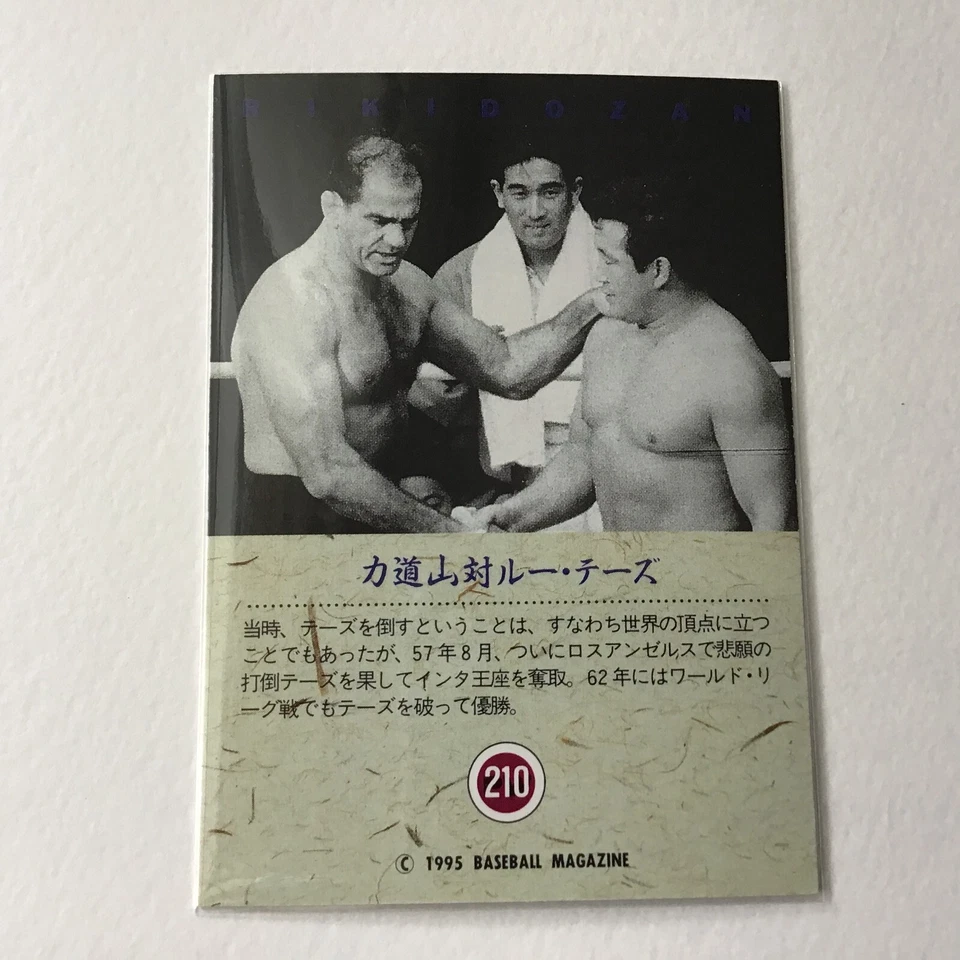 RIKIDOZAN
力道山対ルー・テーズ
当時、テーズを倒すということは、すなわち世界の頂点に立つ
ことでもあったが、57年8月、ついにロスアンゼルスで悲願の
打倒テーズを果してインタ王座を奪取。62年にはワールド・リ
ーグ戦でもテーズを破って優勝。
210
© 1995 BASEBALL MAGAZINE